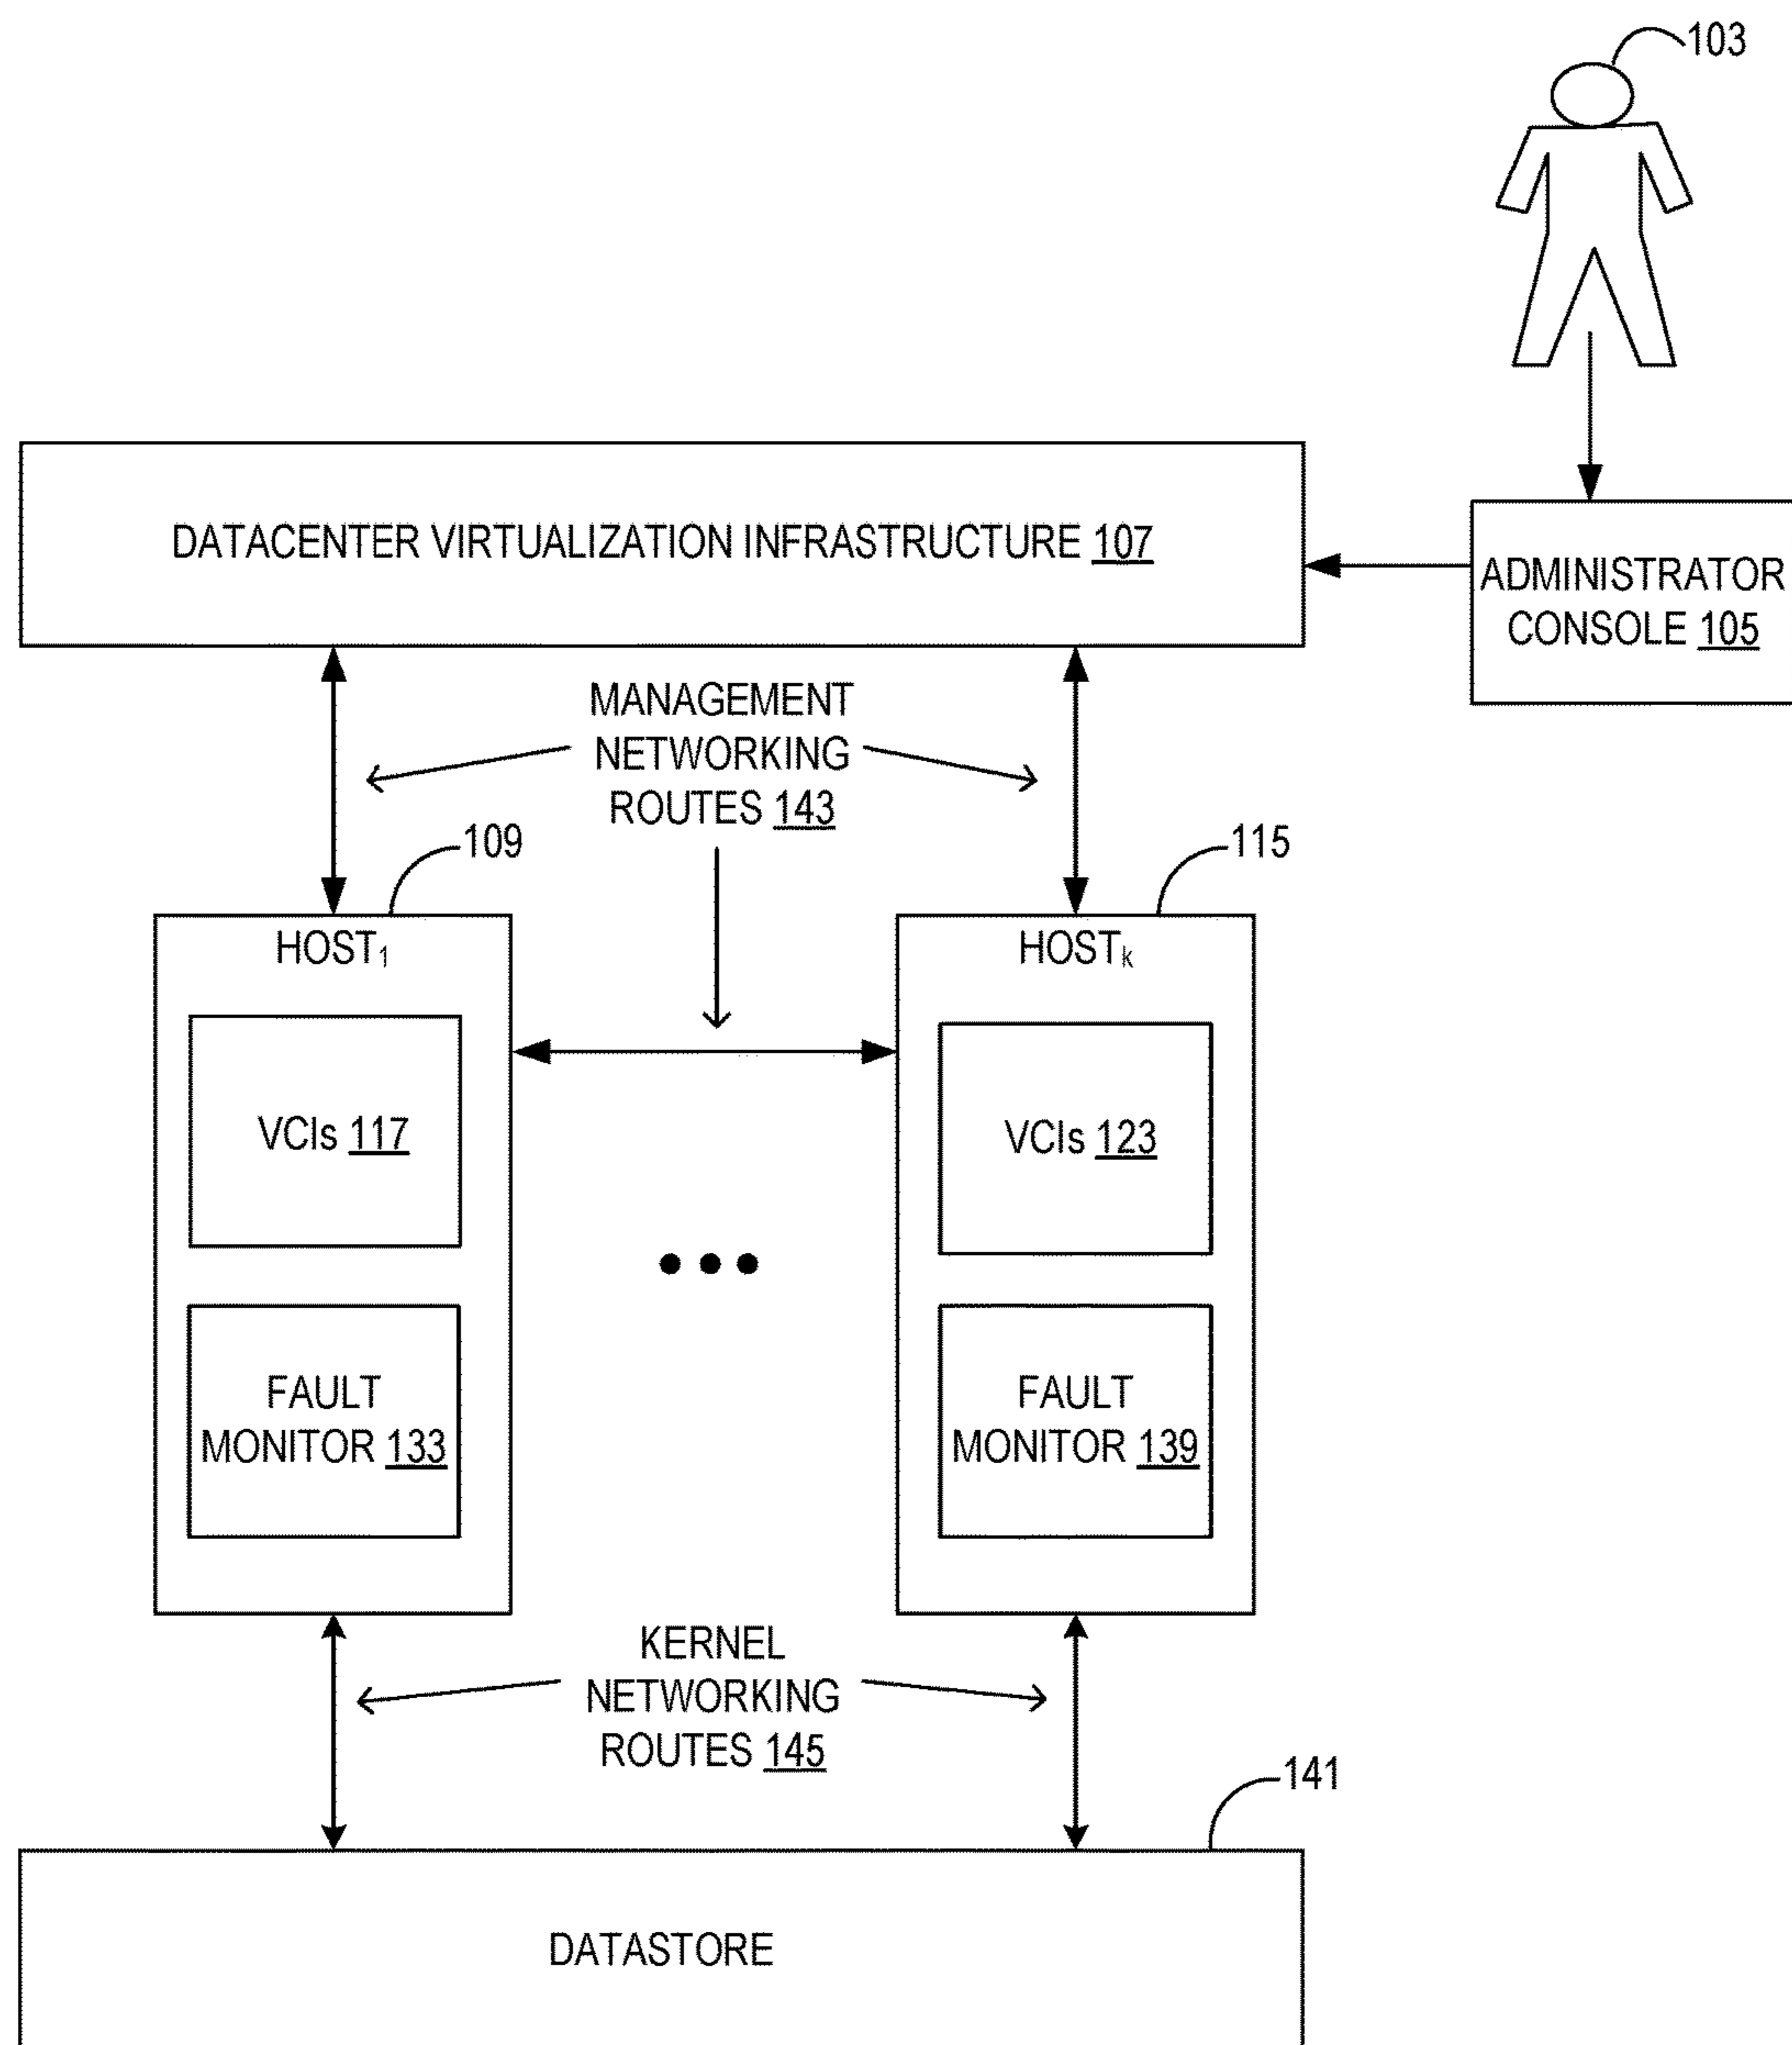 103
DATACENTER VIRTUALIZATION INFRASTRUCTURE 107
ADMINISTRATOR
CONSOLE 105
MANAGEMENT
NETWORKING
ROUTES 143
109
115
HOST1
HOSTk
VCIs 117
VCIs 123
FAULT
MONITOR 133
FAULT
MONITOR 139
KERNEL
NETWORKING
ROUTES 145
141
DATASTORE